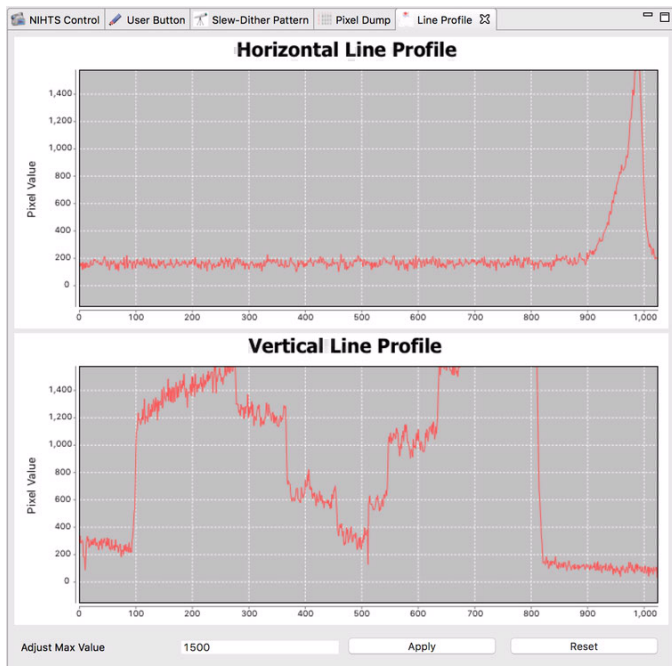 NIHTS Control User Button Slew-Dither Pattern Pixel Dump Line Profile
Horizontal Line Profile
Pixel Value
1,400
1,200
1,000
800
600
400
200
0
0 100 200 300 400 500 600 700 800 900 1,000
Vertical Line Profile
Pixel Value
1,400
1,200
1,000
800
600
400
200
0
0 100 200 300 400 500 600 700 800 900 1,000
Adjust Max Value 1500 Apply Reset